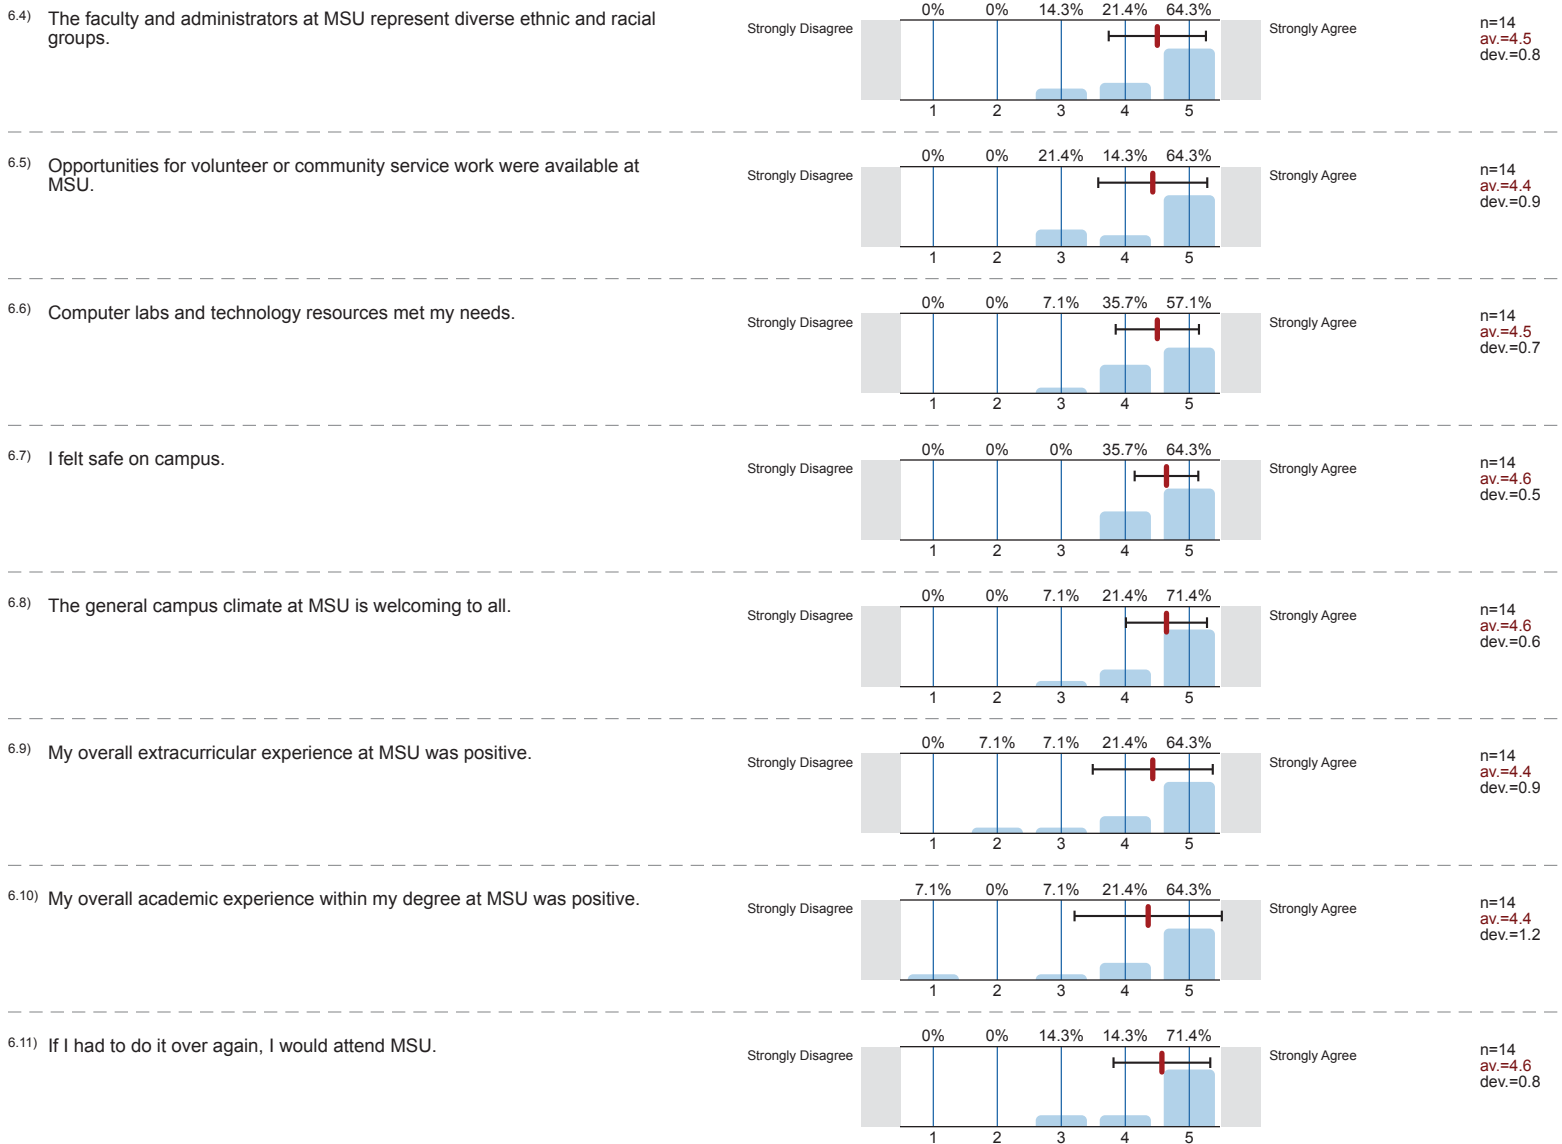 6.4) The faculty and administrators at MSU represent diverse ethnic and racial
groups.
0% 0% 14.3% 21.4% 64.3%
Strongly Disagree
Strongly Agree
n=14
av.=4.5
dev.=0.8
1 2 3 4 5
6.5) Opportunities for volunteer or community service work were available at
MSU.
0% 0% 21.4% 14.3% 64.3%
Strongly Disagree
Strongly Agree
n=14
av.=4.4
dev.=0.9
1 2 3 4 5
6.6) Computer labs and technology resources met my needs.
0% 0% 7.1% 35.7% 57.1%
Strongly Disagree
Strongly Agree
n=14
av.=4.5
dev.=0.7
1 2 3 4 5
6.7) I felt safe on campus.
0% 0% 0% 35.7% 64.3%
Strongly Disagree
Strongly Agree
n=14
av.=4.6
dev.=0.5
1 2 3 4 5
6.8) The general campus climate at MSU is welcoming to all.
0% 0% 7.1% 21.4% 71.4%
Strongly Disagree
Strongly Agree
n=14
av.=4.6
dev.=0.6
1 2 3 4 5
6.9) My overall extracurricular experience at MSU was positive.
0% 7.1% 7.1% 21.4% 64.3%
Strongly Disagree
Strongly Agree
n=14
av.=4.4
dev.=0.9
1 2 3 4 5
6.10) My overall academic experience within my degree at MSU was positive.
7.1% 0% 7.1% 21.4% 64.3%
Strongly Disagree
Strongly Agree
n=14
av.=4.4
dev.=1.2
1 2 3 4 5
6.11) If I had to do it over again, I would attend MSU.
0% 0% 14.3% 14.3% 71.4%
Strongly Disagree
Strongly Agree
n=14
av.=4.6
dev.=0.8
1 2 3 4 5